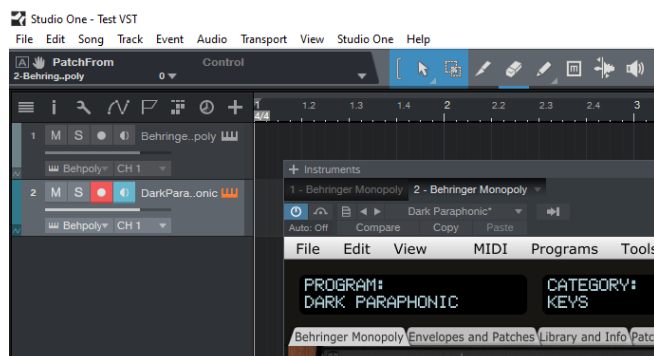 Studio One - Test VST
File Edit Song Track Event Audio Transport View Studio One Help
A PatchFrom Control
2-Behring..poly 0
1 1.2 1.3 1.4 2 2.2 2.3 2.4 3
4/4
1 M S Behringe..poly
Behpoly CH 1
+ Instruments
2 M S DarkPara..onic
1 - Behringer Monopoly 2 - Behringer Monopoly
Dark Paraphonic*
Behpoly CH 1
Auto: Off Compare Copy Paste
File Edit View MIDI Programs Tools
PROGRAM: CATEGORY:
DARK PARAPHONIC KEYS
Behringer Monopoly Envelopes and Patches Library and Info Patc